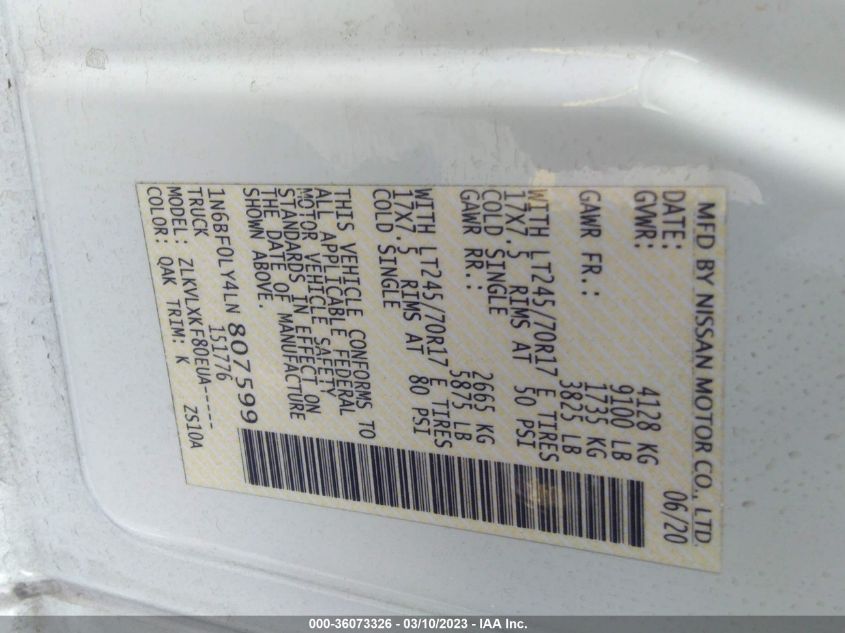 MFD BY NISSAN MOTOR CO., LTD.
DATE: 06/20
GVWR: 4128 KG
9100 LB
GAWR FR.: 1735 KG
3825 LB
WITH LT245/70R17 E TIRES
17X7.5 RIMS AT 50 PSI
COLD SINGLE
GAWR RR.: 2665 KG
5875 LB
WITH LT245/70R17 E TIRES
17X7.5 RIMS AT 80 PSI
COLD SINGLE
THIS VEHICLE CONFORMS TO
ALL APPLICABLE FEDERAL
MOTOR VEHICLE SAFETY
STANDARDS IN EFFECT ON
THE DATE OF MANUFACTURE
SHOWN ABOVE.
1N6BF0LY4LN 807599
TRUCK 151776
MODEL: ZLKVLXKF80EUA-----
COLOR: QAK TRIM: K ZS10A
000-36073326 - 03/10/2023 - IAA Inc.